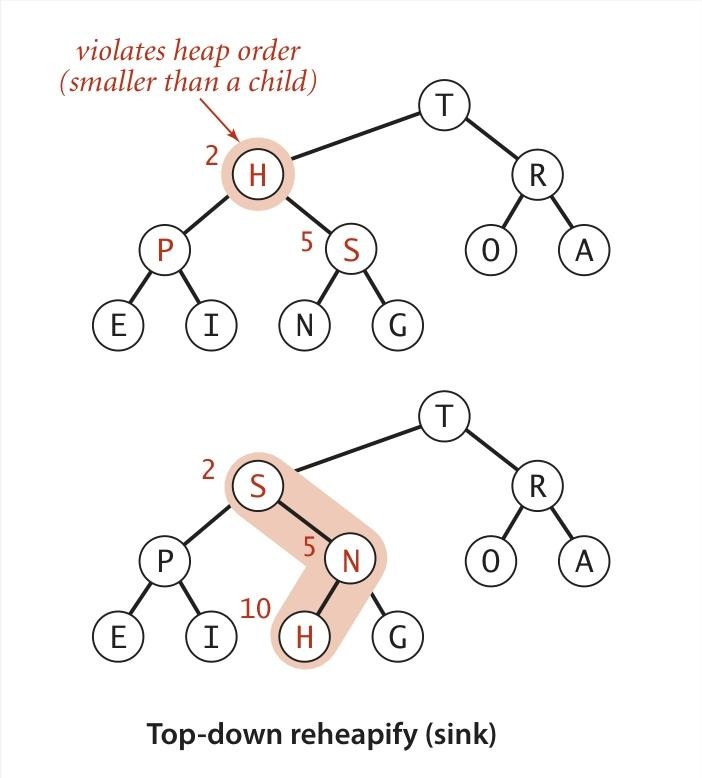 violates heap order
(smaller than a child)
T
2 H R
P 5 S O A
E I N G
T
2 S R
P 5 N O A
E I 10 H G
Top-down reheapify (sink)